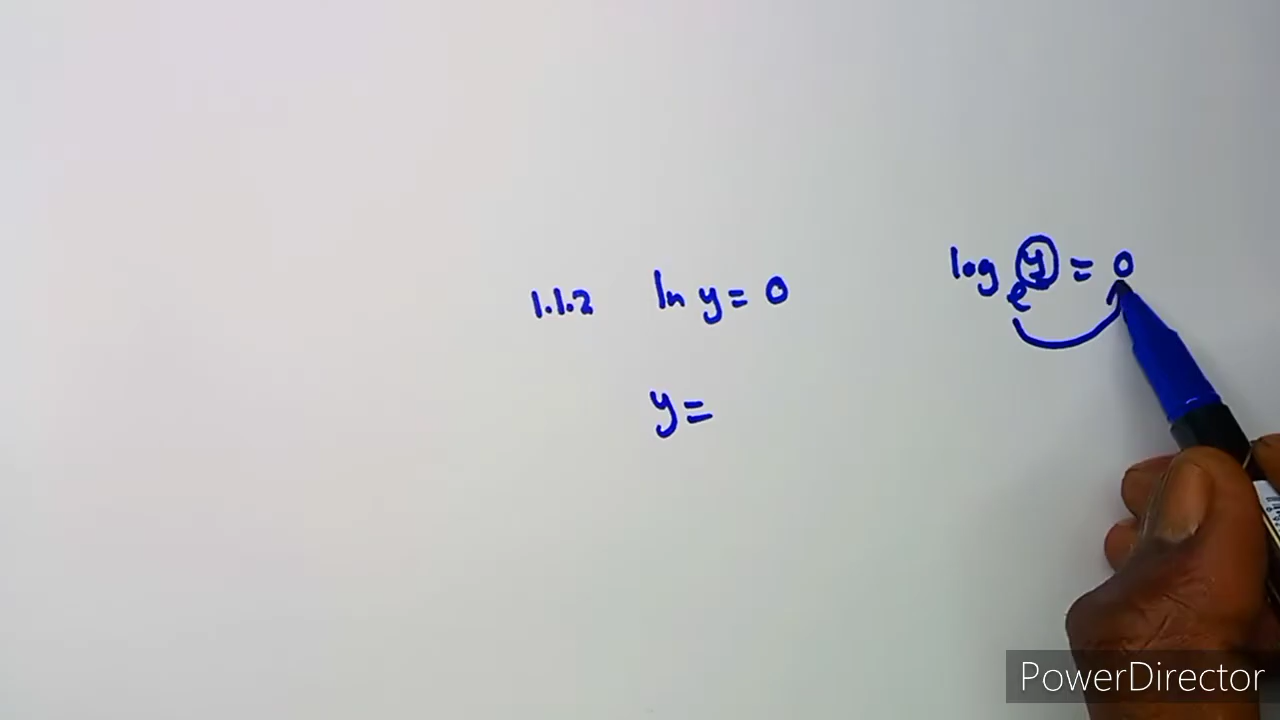 1.1.2 ln y = 0
log e y = 0
y =
PowerDirector